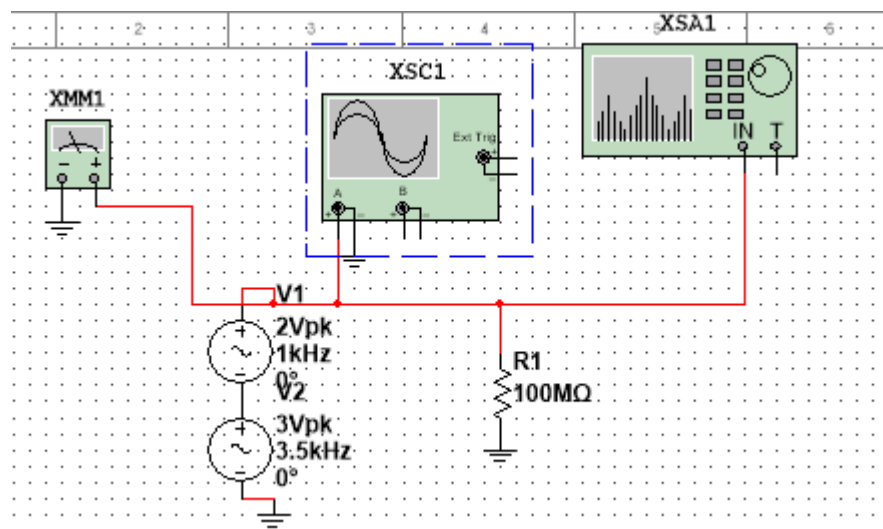 2 3 4 5 6
XSA1
XSC1
XMM1
Ext Trig
IN T
A B
V1
2Vpk
1kHz
0°
V2
3Vpk
3.5kHz
0°
R1
100MΩ